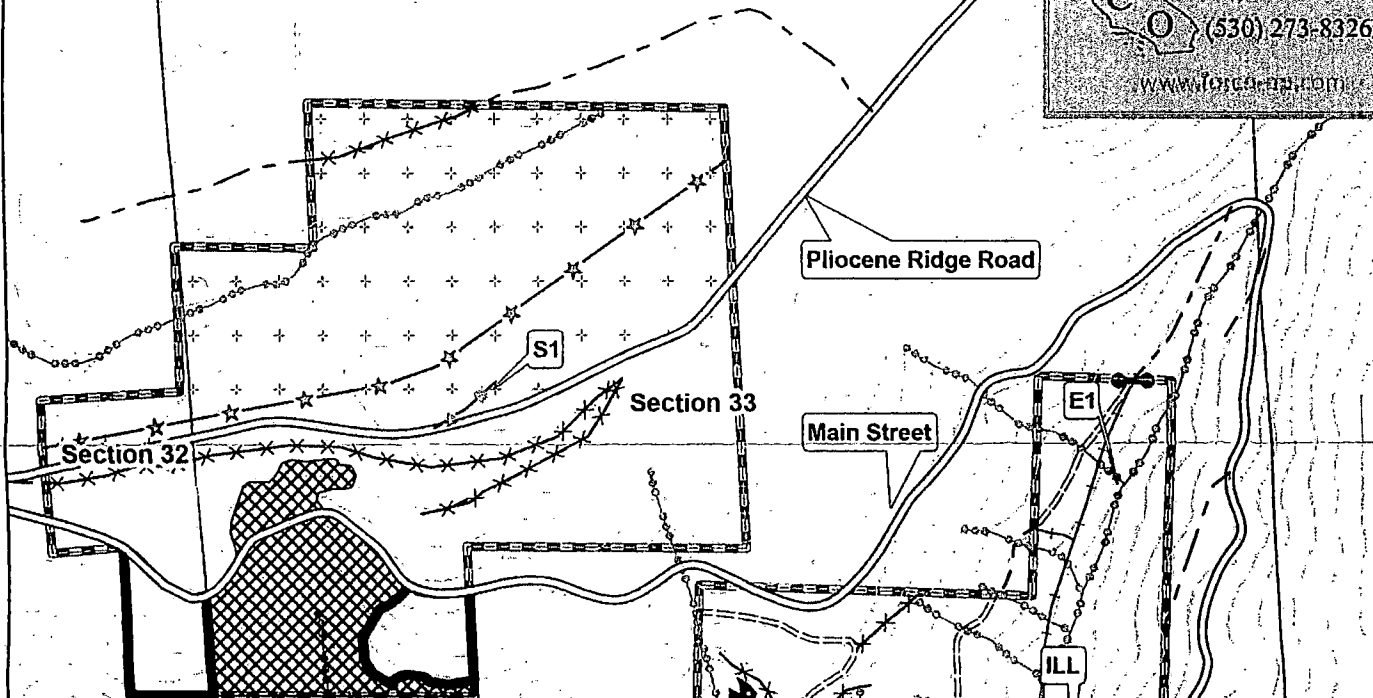 C
O
(530) 273-8326
Pliocene Ridge Road
S1
Section 33
E1
Main Street
Section 32
ILL